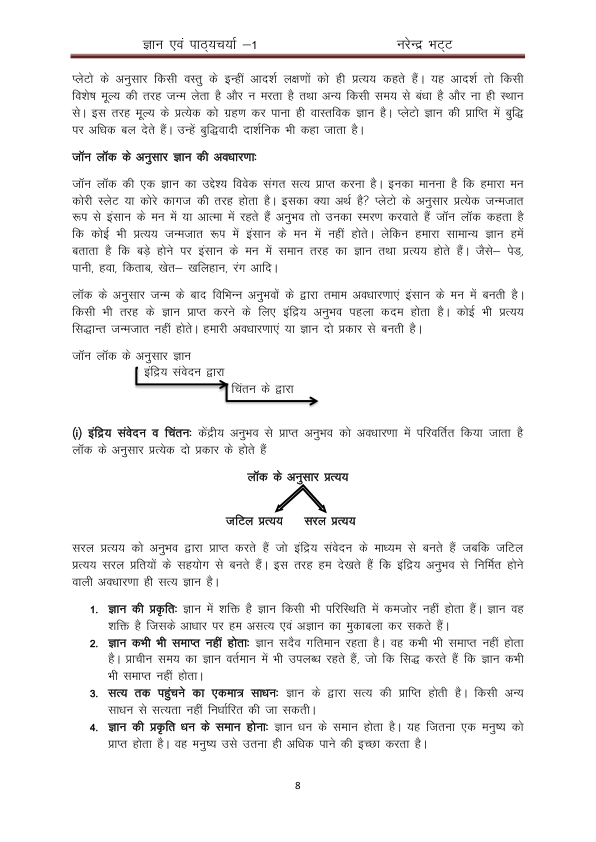 ज्ञान एवं पाठ्यचर्या –1 नरेन्द्र भट्ट
प्लेटो के अनुसार किसी वस्तु के इन्हीं आदर्श लक्षणों को ही प्रत्यय कहते हैं। यह आदर्श तो किसी
विशेष मूल्य की तरह जन्म लेता है और न मरता है तथा अन्य किसी समय से बंधा है और ना ही स्थान
से। इस तरह मूल्य के प्रत्येक को ग्रहण कर पाना ही वास्तविक ज्ञान है। प्लेटो ज्ञान की प्राप्ति में बुद्धि
पर अधिक बल देते हैं। उन्हें बुद्धिवादी दार्शनिक भी कहा जाता है।
जॉन लॉक के अनुसार ज्ञान की अवधारणाः
जॉन लॉक की एक ज्ञान का उद्देश्य विवेक संगत सत्य प्राप्त करना है। इनका मानना है कि हमारा मन
कोरी स्लेट या कोरे कागज की तरह होता है। इसका क्या अर्थ है? प्लेटो के अनुसार प्रत्येक जन्मजात
रूप से इंसान के मन में या आत्मा में रहते हैं अनुभव तो उनका स्मरण करवाते हैं जॉन लॉक कहता है
कि कोई भी प्रत्यय जन्मजात रूप में इंसान के मन में नहीं होते। लेकिन हमारा सामान्य ज्ञान हमें
बताता है कि बड़े होने पर इंसान के मन में समान तरह का ज्ञान तथा प्रत्यय होते हैं। जैसे– पेड़,
पानी, हवा, किताब, खेत– खलिहान, रंग आदि।
लॉक के अनुसार जन्म के बाद विभिन्न अनुभवों के द्वारा तमाम अवधारणाएं इंसान के मन में बनती है।
किसी भी तरह के ज्ञान प्राप्त करने के लिए इंद्रिय अनुभव पहला कदम होता है। कोई भी प्रत्यय
सिद्धान्त जन्मजात नहीं होते। हमारी अवधारणाएं या ज्ञान दो प्रकार से बनती है।
जॉन लॉक के अनुसार ज्ञान
इंद्रिय संवेदन द्वारा
चिंतन के द्वारा
(i) इंद्रिय संवेदन व चिंतनः केंद्रीय अनुभव से प्राप्त अनुभव को अवधारणा में परिवर्तित किया जाता है
लॉक के अनुसार प्रत्येक दो प्रकार के होते हैं
लॉक के अनुसार प्रत्यय
जटिल प्रत्यय सरल प्रत्यय
सरल प्रत्यय को अनुभव द्वारा प्राप्त करते हैं जो इंद्रिय संवेदन के माध्यम से बनते हैं जबकि जटिल
प्रत्यय सरल प्रतियों के सहयोग से बनते हैं। इस तरह हम देखते हैं कि इंद्रिय अनुभव से निर्मित होने
वाली अवधारणा ही सत्य ज्ञान है।
1. ज्ञान की प्रकृतिः ज्ञान में शक्ति है ज्ञान किसी भी परिस्थिति में कमजोर नहीं होता हैं। ज्ञान वह
शक्ति है जिसके आधार पर हम असत्य एवं अज्ञान का मुकाबला कर सकते हैं।
2. ज्ञान कभी भी समाप्त नहीं होताः ज्ञान सदैव गतिमान रहता है। वह कभी भी समाप्त नहीं होता
है। प्राचीन समय का ज्ञान वर्तमान में भी उपलब्ध रहते हैं, जो कि सिद्ध करते हैं कि ज्ञान कभी
भी समाप्त नहीं होता।
3. सत्य तक पहुंचने का एकमात्र साधनः ज्ञान के द्वारा सत्य की प्राप्ति होती है। किसी अन्य
साधन से सत्यता नहीं निर्धारित की जा सकती।
4. ज्ञान की प्रकृति धन के समान होनाः ज्ञान धन के समान होता है। यह जितना एक मनुष्य को
प्राप्त होता है। वह मनुष्य उसे उतना ही अधिक पाने की इच्छा करता है।
8